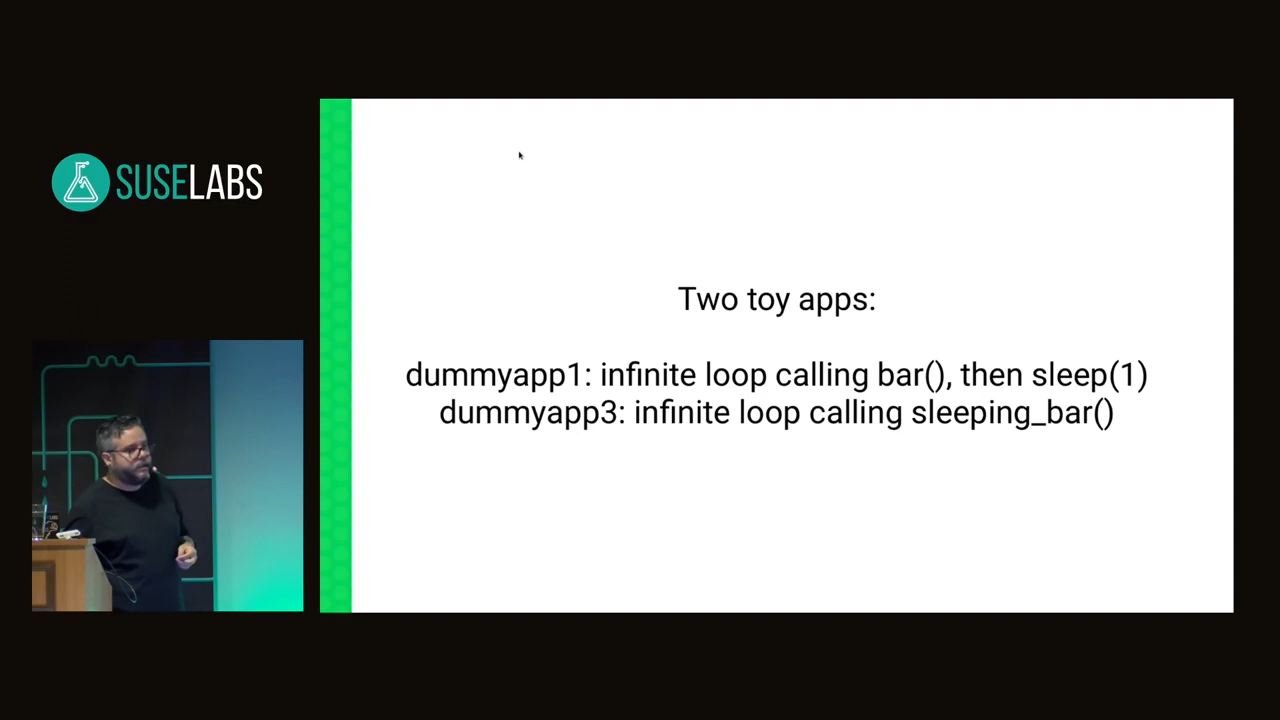 SUSELABS
Two toy apps:
dummyapp1: infinite loop calling bar(), then sleep(1)
dummyapp3: infinite loop calling sleeping_bar()